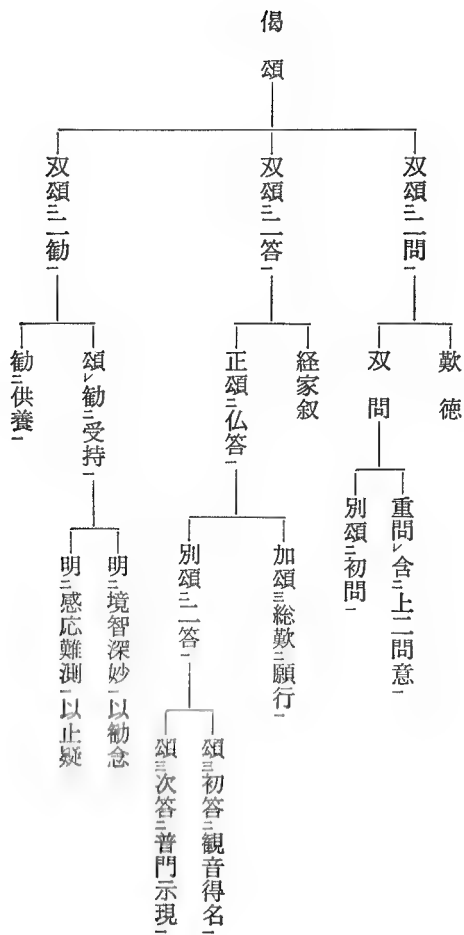 偈頌
双頌㆓二問㆒
歎徳
双問
重問㆑含㆓上二問意㆒
別頌㆓初問㆒
双頌㆓二答㆒
経家叙
正頌㆓仏答㆒
加頌㆘総歎㆗願行㆒
別頌㆓二答㆒
頌㆔初答㆓観音得名㆒
頌㆔次答㆓普門示現㆒
双頌㆓二勧㆒
頌㆑勧㆓受持㆒
明㆓境智深妙㆒以勧念
明㆓感応難測㆒以止疑
勧㆓供養㆒